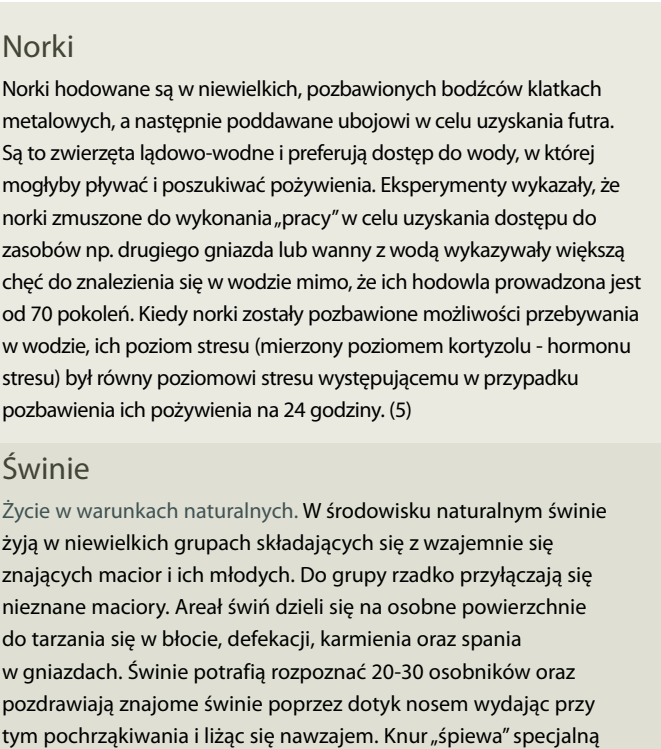 Norki
Norki hodowane są w niewielkich, pozbawionych bodźców klatkach
metalowych, a następnie poddawane ubojowi w celu uzyskania futra.
Są to zwierzęta lądowo-wodne i preferują dostęp do wody, w której
mogłyby pływać i poszukiwać pożywienia. Eksperymenty wykazały, że
norki zmuszone do wykonania „pracy” w celu uzyskania dostępu do
zasobów np. drugiego gniazda lub wanny z wodą wykazywały większą
chęć do znalezienia się w wodzie mimo, że ich hodowla prowadzona jest
od 70 pokoleń. Kiedy norki zostały pozbawione możliwości przebywania
w wodzie, ich poziom stresu (mierzony poziomem kortyzolu - hormonu
stresu) był równy poziomowi stresu występującemu w przypadku
pozbawienia ich pożywienia na 24 godziny. (5)
Świnie
Życie w warunkach naturalnych. W środowisku naturalnym świnie
żyją w niewielkich grupach składających się z wzajemnie się
znających macior i ich młodych. Do grupy rzadko przyłączają się
nieznane maciory. Areał świń dzieli się na osobne powierzchnie
do tarzania się w błocie, defekacji, karmienia oraz spania
w gniazdach. Świnie potrafią rozpoznać 20-30 osobników oraz
pozdrawiają znajome świnie poprzez dotyk nosem wydając przy
tym pochrząkiwania i liżąc się nawzajem. Knur „śpiewa” specjalną